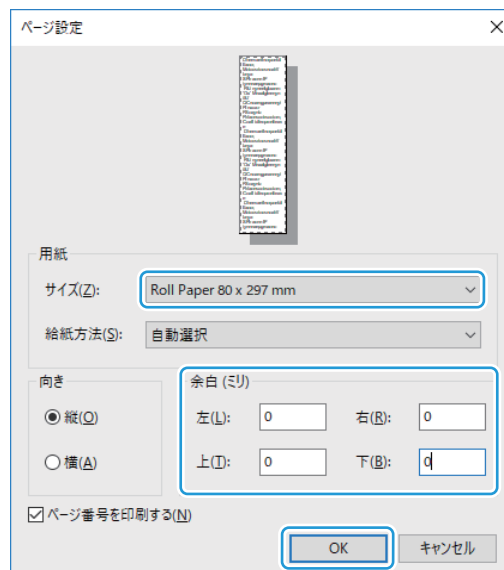 ページ設定
用紙
サイズ(Z): Roll Paper 80 x 297 mm
給紙方法(S): 自動選択
向き
縦(O)
横(A)
余白 (ミリ)
左(L): 0 右(R): 0
上(T): 0 下(B): 0
ページ番号を印刷する(N)
OK キャンセル